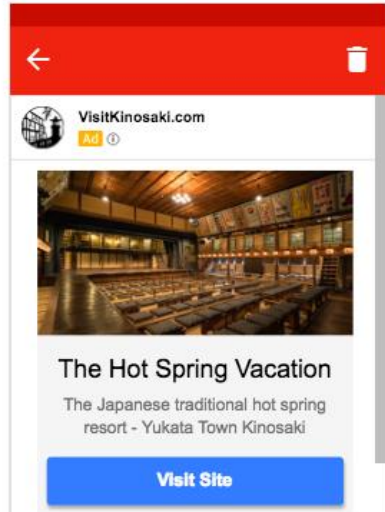 VisitKinosaki.com
Ad
The Hot Spring Vacation
The Japanese traditional hot spring
resort - Yukata Town Kinosaki
Visit Site